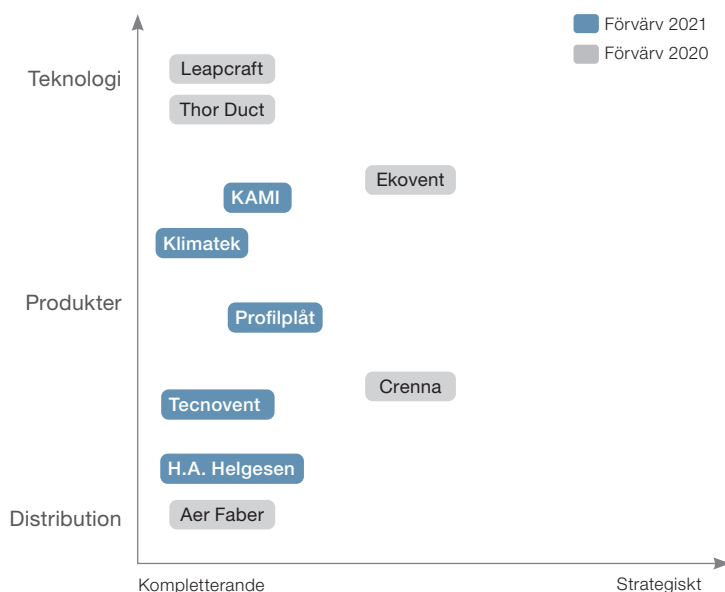 Förvärv 2021
Förvärv 2020
Teknologi
Leapcraft
Thor Duct
Ekovent
KAMI
Klimatek
Produkter
Profilplåt
Crenna
Tecnovent
H.A. Helgesen
Distribution
Aer Faber
Kompletterande
Strategiskt